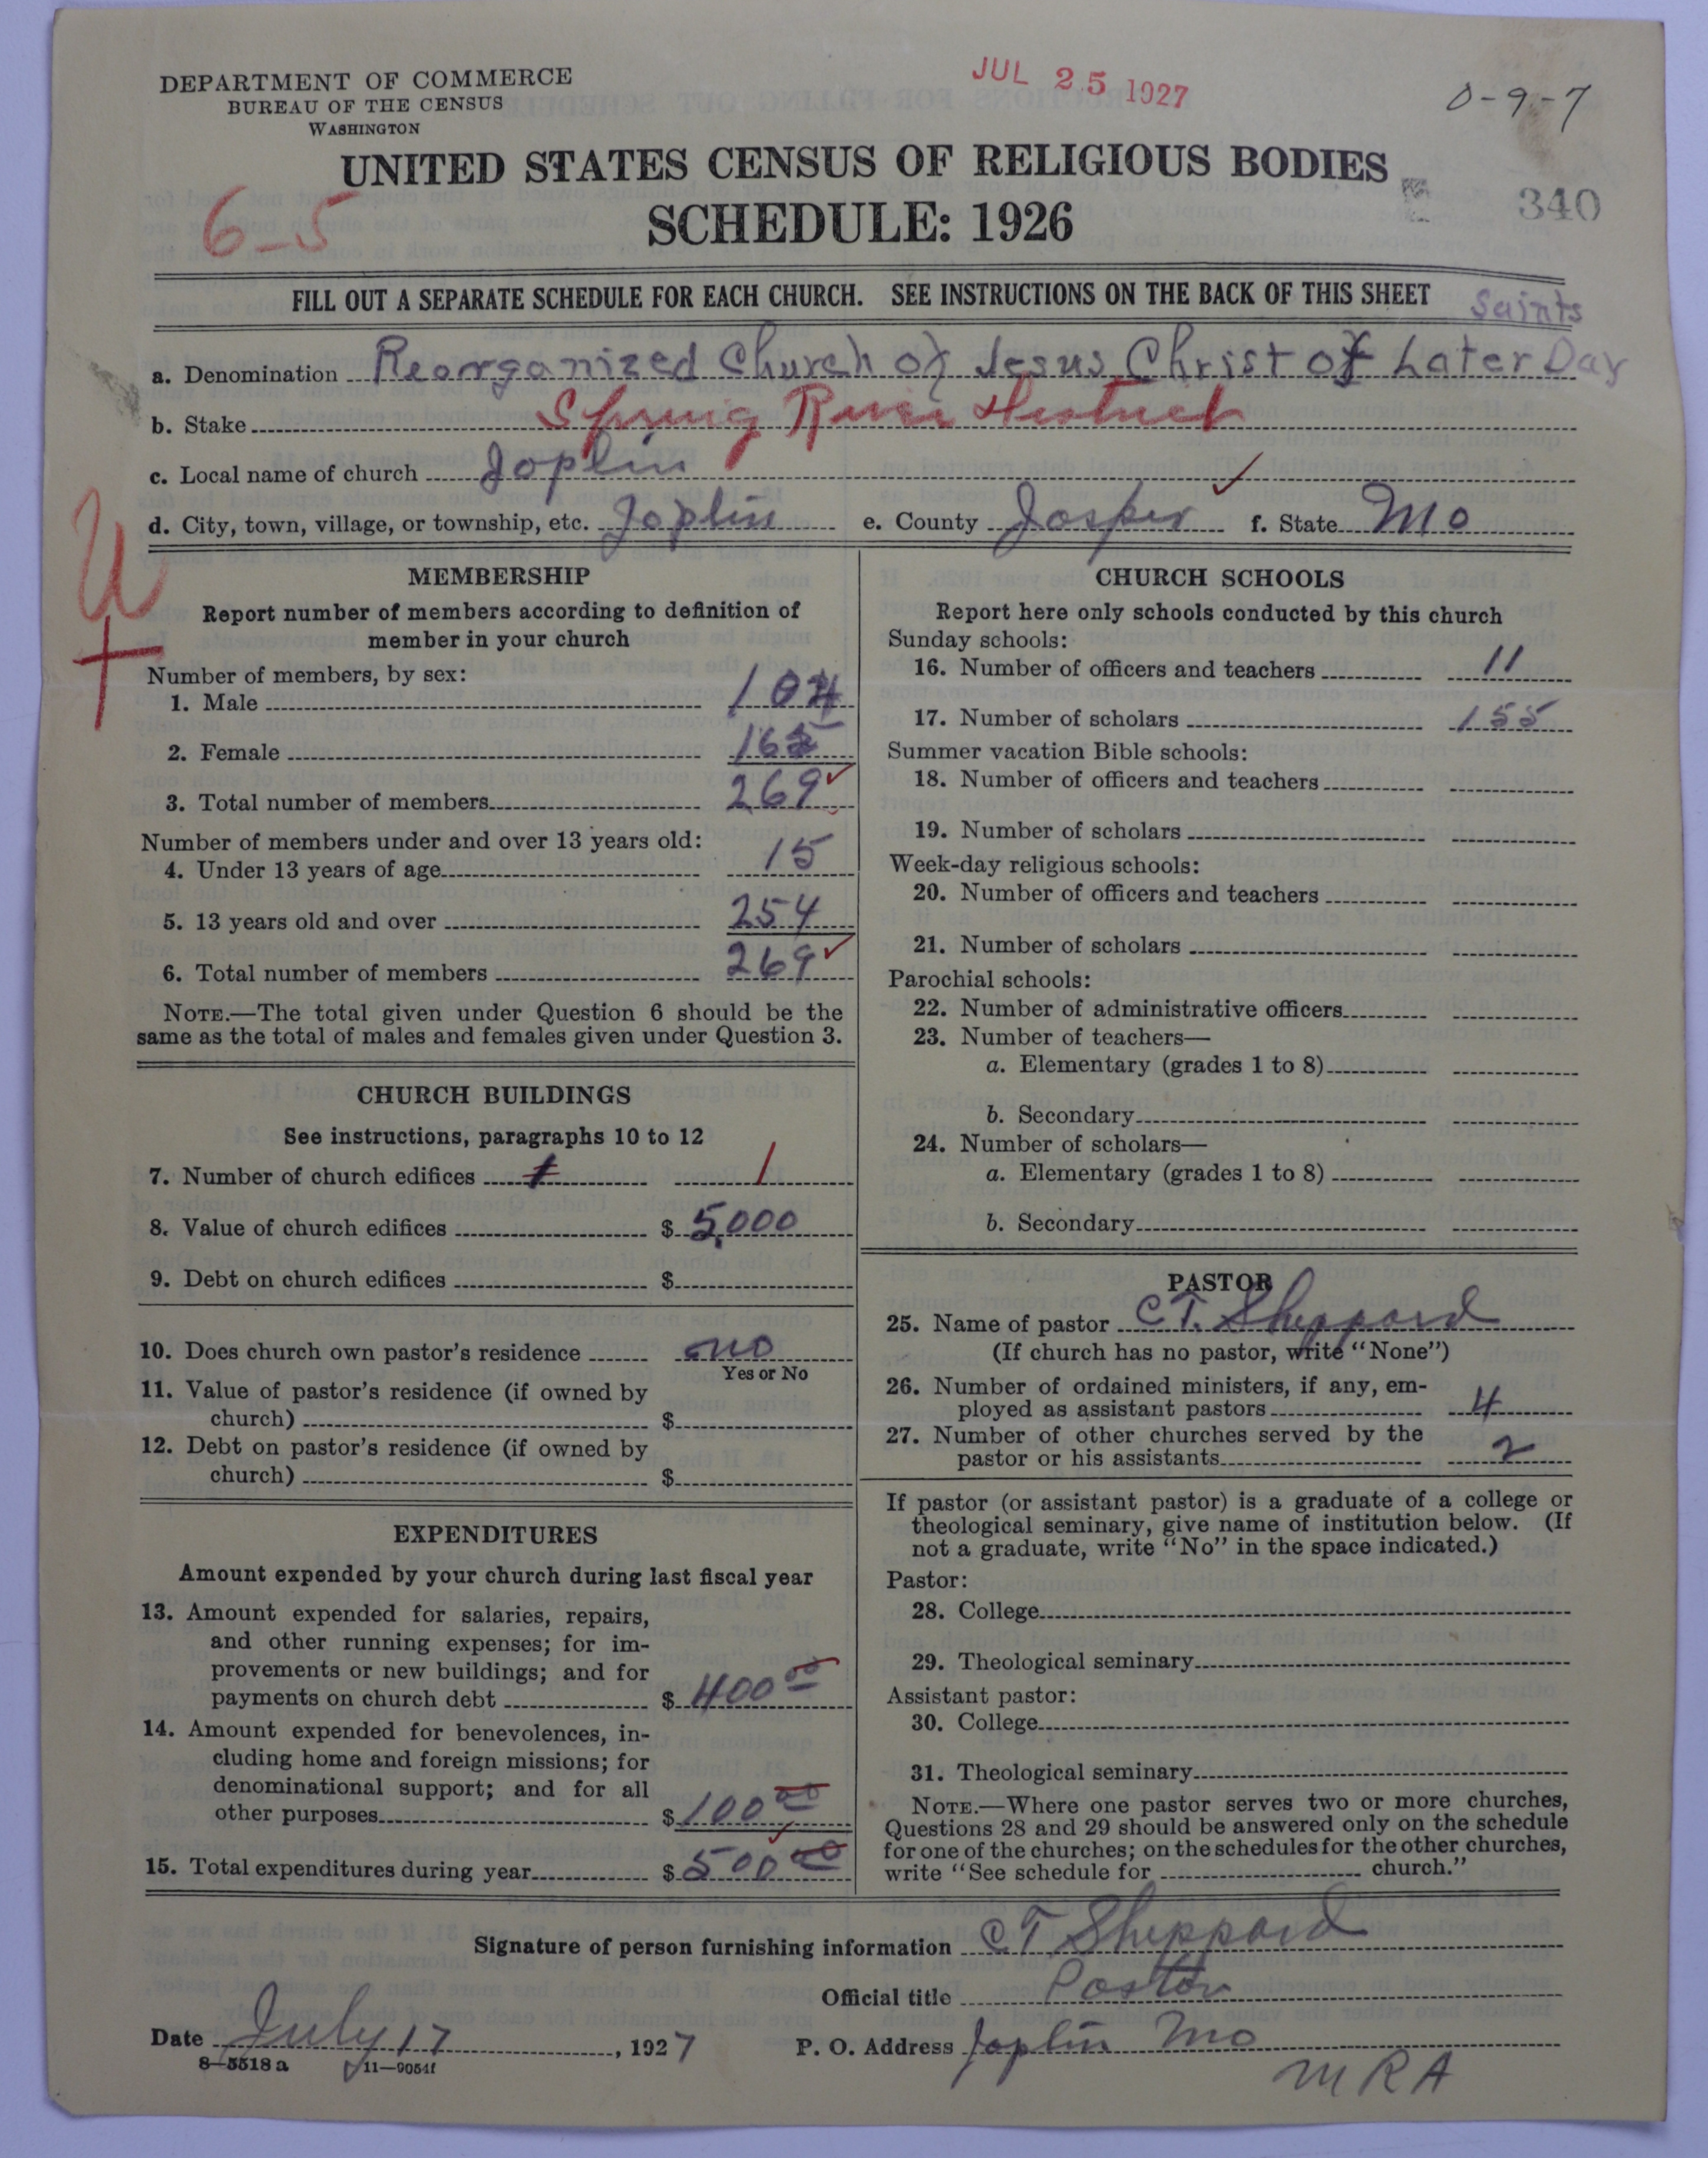 DEPARTMENT OF COMMERCE
BUREAU OF THE CENSUS
WASHINGTON
JUL 25 1927
0-9-7
UNITED STATES CENSUS OF RELIGIOUS BODIES
SCHEDULE: 1926
6-5
340
FILL OUT A SEPARATE SCHEDULE FOR EACH CHURCH. SEE INSTRUCTIONS ON THE BACK OF THIS SHEET
Saints
a. Denomination Reorganized Church of Jesus Christ of Later Day
b. Stake Spring River District
c. Local name of church Joplin
d. City, town, village, or township, etc. Joplin e. County Jasper f. State Mo
MEMBERSHIP
Report number of members according to definition of
member in your church
Number of members, by sex:
1. Male 104
2. Female 165
3. Total number of members 269
Number of members under and over 13 years old:
4. Under 13 years of age 15
5. 13 years old and over 254
6. Total number of members 269
NOTE.—The total given under Question 6 should be the
same as the total of males and females given under Question 3.
CHURCH BUILDINGS
See instructions, paragraphs 10 to 12
7. Number of church edifices 1 1
8. Value of church edifices $ 5,000
9. Debt on church edifices $
10. Does church own pastor's residence no
Yes or No
11. Value of pastor's residence (if owned by
church) $
12. Debt on pastor's residence (if owned by
church) $
EXPENDITURES
Amount expended by your church during last fiscal year
13. Amount expended for salaries, repairs,
and other running expenses; for im-
provements or new buildings; and for
payments on church debt $ 400 00
14. Amount expended for benevolences, in-
cluding home and foreign missions; for
denominational support; and for all
other purposes $ 100 00
15. Total expenditures during year $ 500 00
CHURCH SCHOOLS
Report here only schools conducted by this church
Sunday schools:
16. Number of officers and teachers 11
17. Number of scholars 155
Summer vacation Bible schools:
18. Number of officers and teachers
19. Number of scholars
Week-day religious schools:
20. Number of officers and teachers
21. Number of scholars
Parochial schools:
22. Number of administrative officers
23. Number of teachers—
a. Elementary (grades 1 to 8)
b. Secondary
24. Number of scholars—
a. Elementary (grades 1 to 8)
b. Secondary
PASTOR
25. Name of pastor C T. Sheppard
(If church has no pastor, write "None")
26. Number of ordained ministers, if any, em-
ployed as assistant pastors 4
27. Number of other churches served by the
pastor or his assistants 2
If pastor (or assistant pastor) is a graduate of a college or
theological seminary, give name of institution below. (If
not a graduate, write "No" in the space indicated.)
Pastor:
28. College
29. Theological seminary
Assistant pastor:
30. College
31. Theological seminary
NOTE.—Where one pastor serves two or more churches,
Questions 28 and 29 should be answered only on the schedule
for one of the churches; on the schedules for the other churches,
write "See schedule for church."
Signature of person furnishing information C T Sheppard
Official title Pastor
Date July 17, 1927 P. O. Address Joplin Mo
8-5518 a 11-9054f
MRA